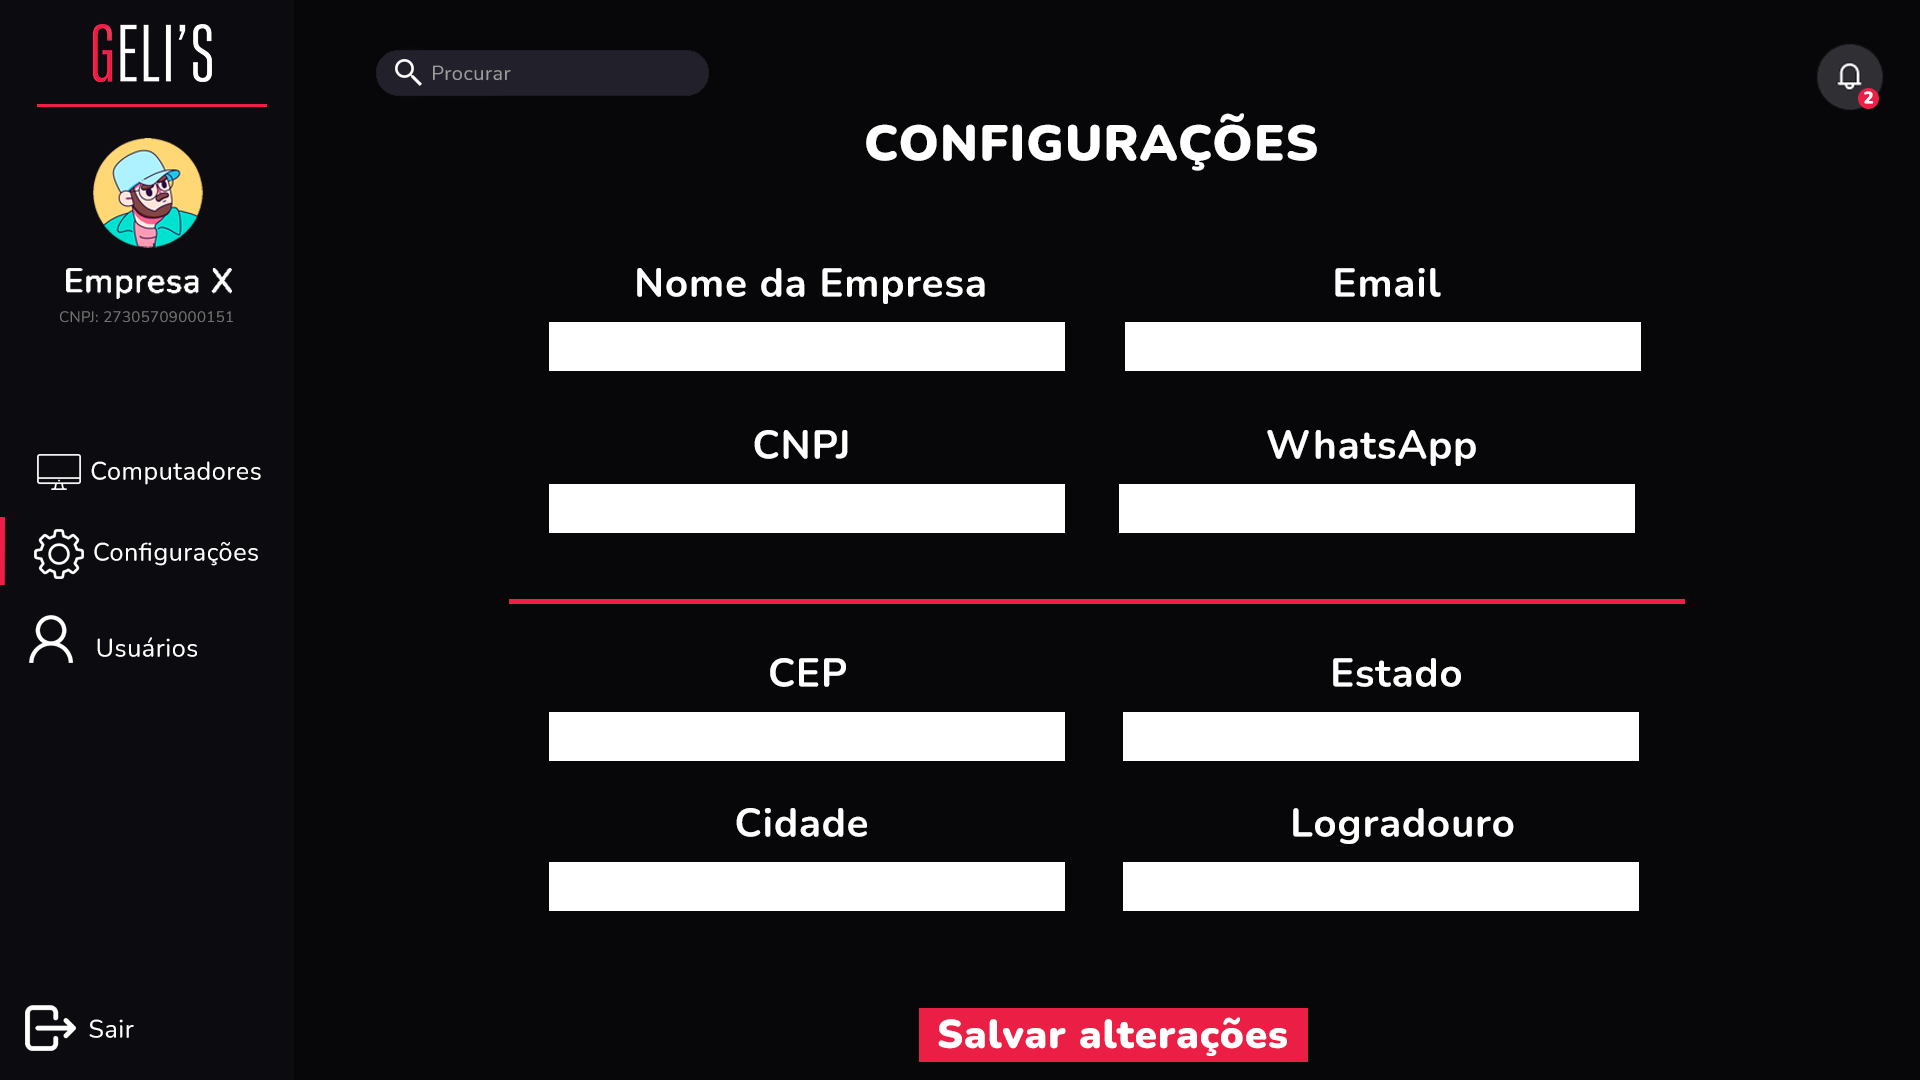 GELI'S
Procurar
2
CONFIGURAÇÕES
Empresa X
CNPJ: 27305709000151
Computadores
Configurações
Usuários
Sair
Nome da Empresa
Email
CNPJ
WhatsApp
CEP
Estado
Cidade
Logradouro
Salvar alterações